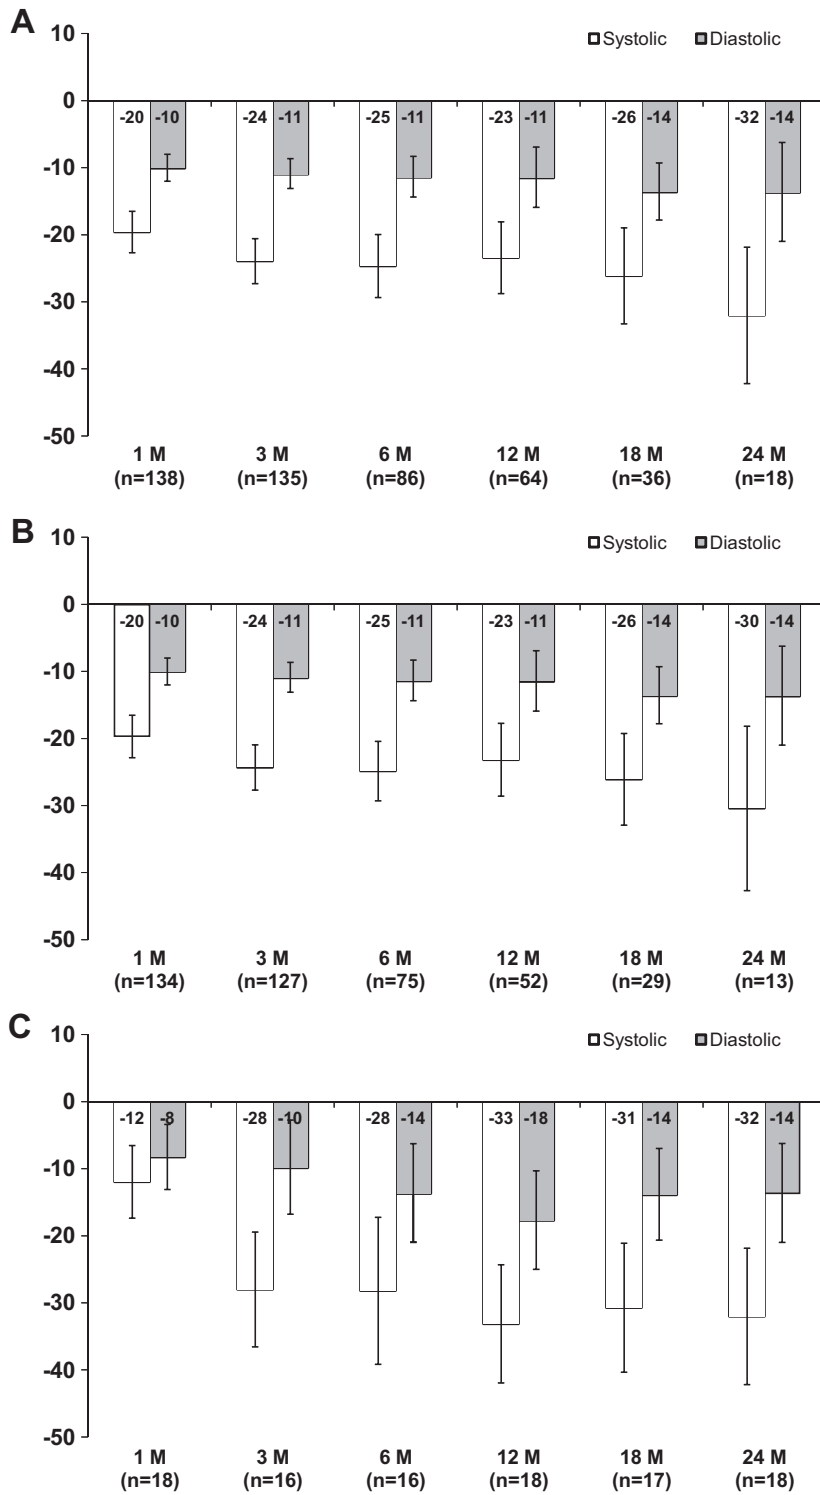 A
10
Systolic Diastolic
0
-20 -10 -24 -11 -25 -11 -23 -11 -26 -14 -32 -14
-10
-20
-30
-40
-50
1 M 3 M 6 M 12 M 18 M 24 M
(n=138) (n=135) (n=86) (n=64) (n=36) (n=18)
B
10
Systolic Diastolic
0
-20 -10 -24 -11 -25 -11 -23 -11 -26 -14 -30 -14
-10
-20
-30
-40
-50
1 M 3 M 6 M 12 M 18 M 24 M
(n=134) (n=127) (n=75) (n=52) (n=29) (n=13)
C
10
Systolic Diastolic
0
-12 -8 -28 -10 -28 -14 -33 -18 -31 -14 -32 -14
-10
-20
-30
-40
-50
1 M 3 M 6 M 12 M 18 M 24 M
(n=18) (n=16) (n=16) (n=18) (n=17) (n=18)